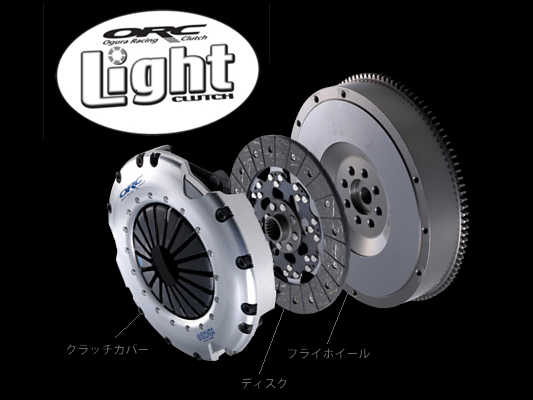 ORC
Ogura Racing Clutch
Light
CLUTCH
ORC
クラッチカバー
ディスク
フライホイール